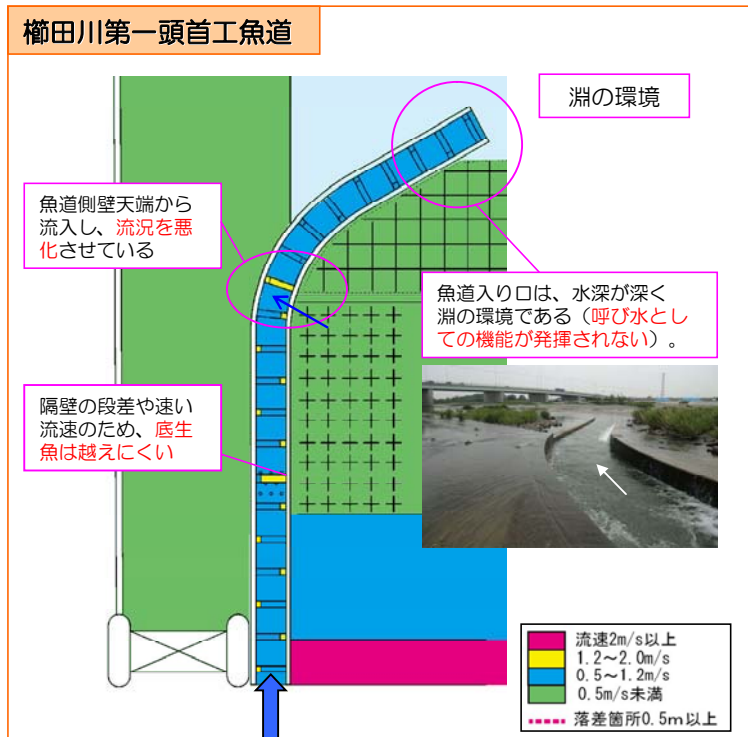 櫛田川第一頭首工魚道
淵の環境
魚道側壁天端から
流入し、流況を悪
化させている
魚道入り口は、水深が深く
淵の環境である（呼び水とし
ての機能が発揮されない）。
隔壁の段差や速い
流速のため、底生
魚は越えにくい
流速2m/s以上
1.2～2.0m/s
0.5～1.2m/s
0.5m/s未満
落差箇所0.5m以上